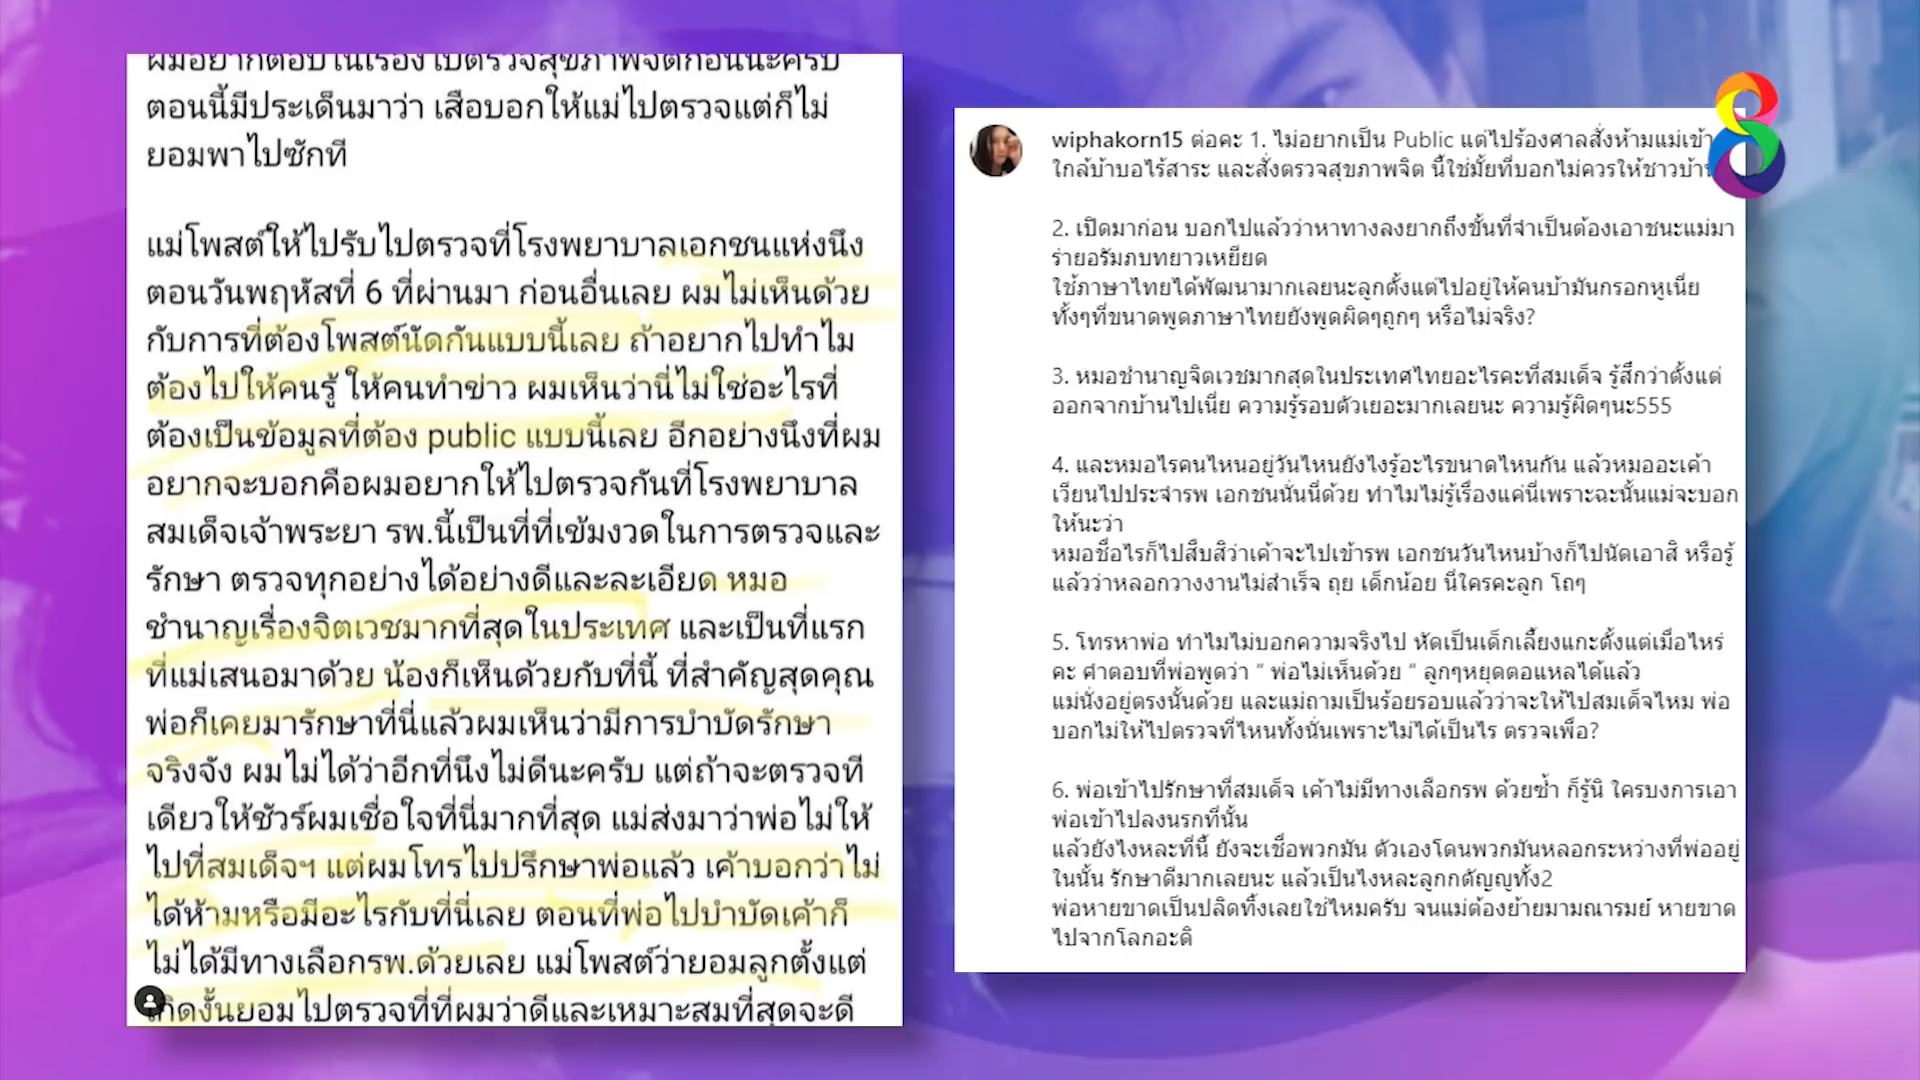 ผมอยากตอบในเรื่องไปตรวจสุขภาพจิตก่อนนะครับ
ตอนนี้มีประเด็นมาว่า เสือบอกให้แม่ไปตรวจแต่ก็ไม่
ยอมพาไปซักที
แม่โพสต์ให้ไปรับไปตรวจที่โรงพยาบาลเอกชนแห่งนึง
ตอนวันพฤหัสที่ 6 ที่ผ่านมา ก่อนอื่นเลย ผมไม่เห็นด้วย
กับการที่ต้องโพสต์นัดกันแบบนี้เลย ถ้าอยากไปทำไม
ต้องไปให้คนรู้ ให้คนทำข่าว ผมเห็นว่านี่ไม่ใช่อะไรที่
ต้องเป็นข้อมูลที่ต้อง public แบบนี้เลย อีกอย่างนึงที่ผม
อยากจะบอกคือผมอยากให้ไปตรวจกันที่โรงพยาบาล
สมเด็จเจ้าพระยา รพ.นี้เป็นที่ที่เข้มงวดในการตรวจและ
รักษา ตรวจทุกอย่างได้อย่างดีและละเอียด หมอ
ชำนาญเรื่องจิตเวชมากที่สุดในประเทศ และเป็นที่แรก
ที่แม่เสนอมาด้วย น้องก็เห็นด้วยกับที่นี้ ที่สำคัญสุดคุณ
พ่อก็เคยมารักษาที่นี่แล้วผมเห็นว่ามีการบำบัดรักษา
จริงจัง ผมไม่ได้ว่าอีกที่นึงไม่ดีนะครับ แต่ถ้าจะตรวจที
เดียวให้ชัวร์ผมเชื่อใจที่นี่มากที่สุด แม่ส่งมาว่าพ่อไม่ให้
ไปที่สมเด็จฯ แต่ผมโทรไปปรึกษาพ่อแล้ว เค้าบอกว่าไม่
ได้ห้ามหรือมีอะไรกับที่นี่เลย ตอนที่พ่อไปบำบัดเค้าก็
ไม่ได้มีทางเลือกรพ.ด้วยเลย แม่โพสต์ว่ายอมลูกตั้งแต่
เกิดงั้นยอมไปตรวจที่ที่ผมว่าดีและเหมาะสมที่สุดจะดี
wiphakorn15 ต่อคะ 1. ไม่อยากเป็น Public แต่ไปร้องศาลสั่งห้ามแม่เข้า
ใกล้บ้าบอไร้สาระ และสั่งตรวจสุขภาพจิต นี้ใช่มั้ยที่บอกไม่ควรให้ชาวบ้าน
2. เปิดมาก่อน บอกไปแล้วว่าหาทางลงยากถึงขั้นที่จำเป็นต้องเอาชนะแม่มา
ร่ายอรัมภบทยาวเหยียด
ใช้ภาษาไทยได้พัฒนามากเลยนะลูกตั้งแต่ไปอยู่ให้คนบ้ามันกรอกหูเนี่ย
ทั้งๆที่ขนาดพูดภาษาไทยยังพูดผิดๆถูกๆ หรือไม่จริง?
3. หมอชำนาญจิตเวชมากสุดในประเทศไทยอะไรคะที่สมเด็จ รู้สึกว่าตั้งแต่
ออกจากบ้านไปเนี่ย ความรู้รอบตัวเยอะมากเลยนะ ความรู้ผิดๆนะ555
4. และหมอไรคนไหนอยู่วันไหนยังไงรู้อะไรขนาดไหนกัน แล้วหมออะเค้า
เวียนไปประจำรพ เอกชนนั่นนี่ด้วย ทำไมไม่รู้เรื่องแค่นี้เพราะฉะนั้นแม่จะบอก
ให้นะว่า
หมอชื่อไรก็ไปสืบสิว่าเค้าจะไปเข้ารพ เอกชนวันไหนบ้างก็ไปนัดเอาสิ หรือรู้
แล้วว่าหลอกวางงานไม่สำเร็จ ถุย เด็กน้อย นี่ใครคะลูก โถๆ
5. โทรหาพ่อ ทำไมไม่บอกความจริงไป หัดเป็นเด็กเลี้ยงแกะตั้งแต่เมื่อไหร่
คะ คำตอบที่พ่อพูดว่า “ พ่อไม่เห็นด้วย “ ลูกๆหยุดตอแหลได้แล้ว
แม่นั่งอยู่ตรงนั้นด้วย และแม่ถามเป็นร้อยรอบแล้วว่าจะให้ไปสมเด็จไหม พ่อ
บอกไม่ให้ไปตรวจที่ไหนทั้งนั่นเพราะไม่ได้เป็นไร ตรวจเพื่อ?
6. พ่อเข้าไปรักษาที่สมเด็จ เค้าไม่มีทางเลือกรพ ด้วยซ้ำ ก็รู้นิ ใครบงการเอา
พ่อเข้าไปลงนรกที่นั้น
แล้วยังไงหละที่นี้ ยังจะเชื่อพวกมัน ตัวเองโดนพวกมันหลอกระหว่างที่พ่ออยู่
ในนั้น รักษาดีมากเลยนะ แล้วเป็นไงหละลูกกตัญญูทั้ง2
พ่อหายขาดเป็นปลิดทิ้งเลยใช่ไหมครับ จนแม่ต้องย้ายมามณารมย์ หายขาด
ไปจากโลกอะดิ
8